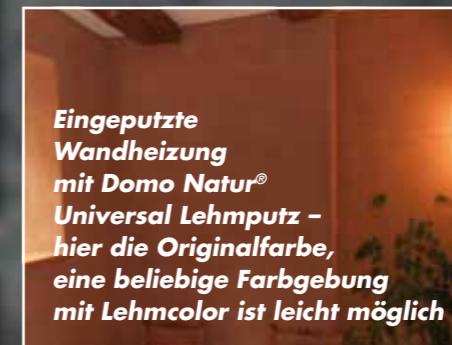 Eingeputzte
Wandheizung
mit Domo Natur®
Universal Lehmputz –
hier die Originalfarbe,
eine beliebige Farbgebung
mit Lehmcolor ist leicht möglich